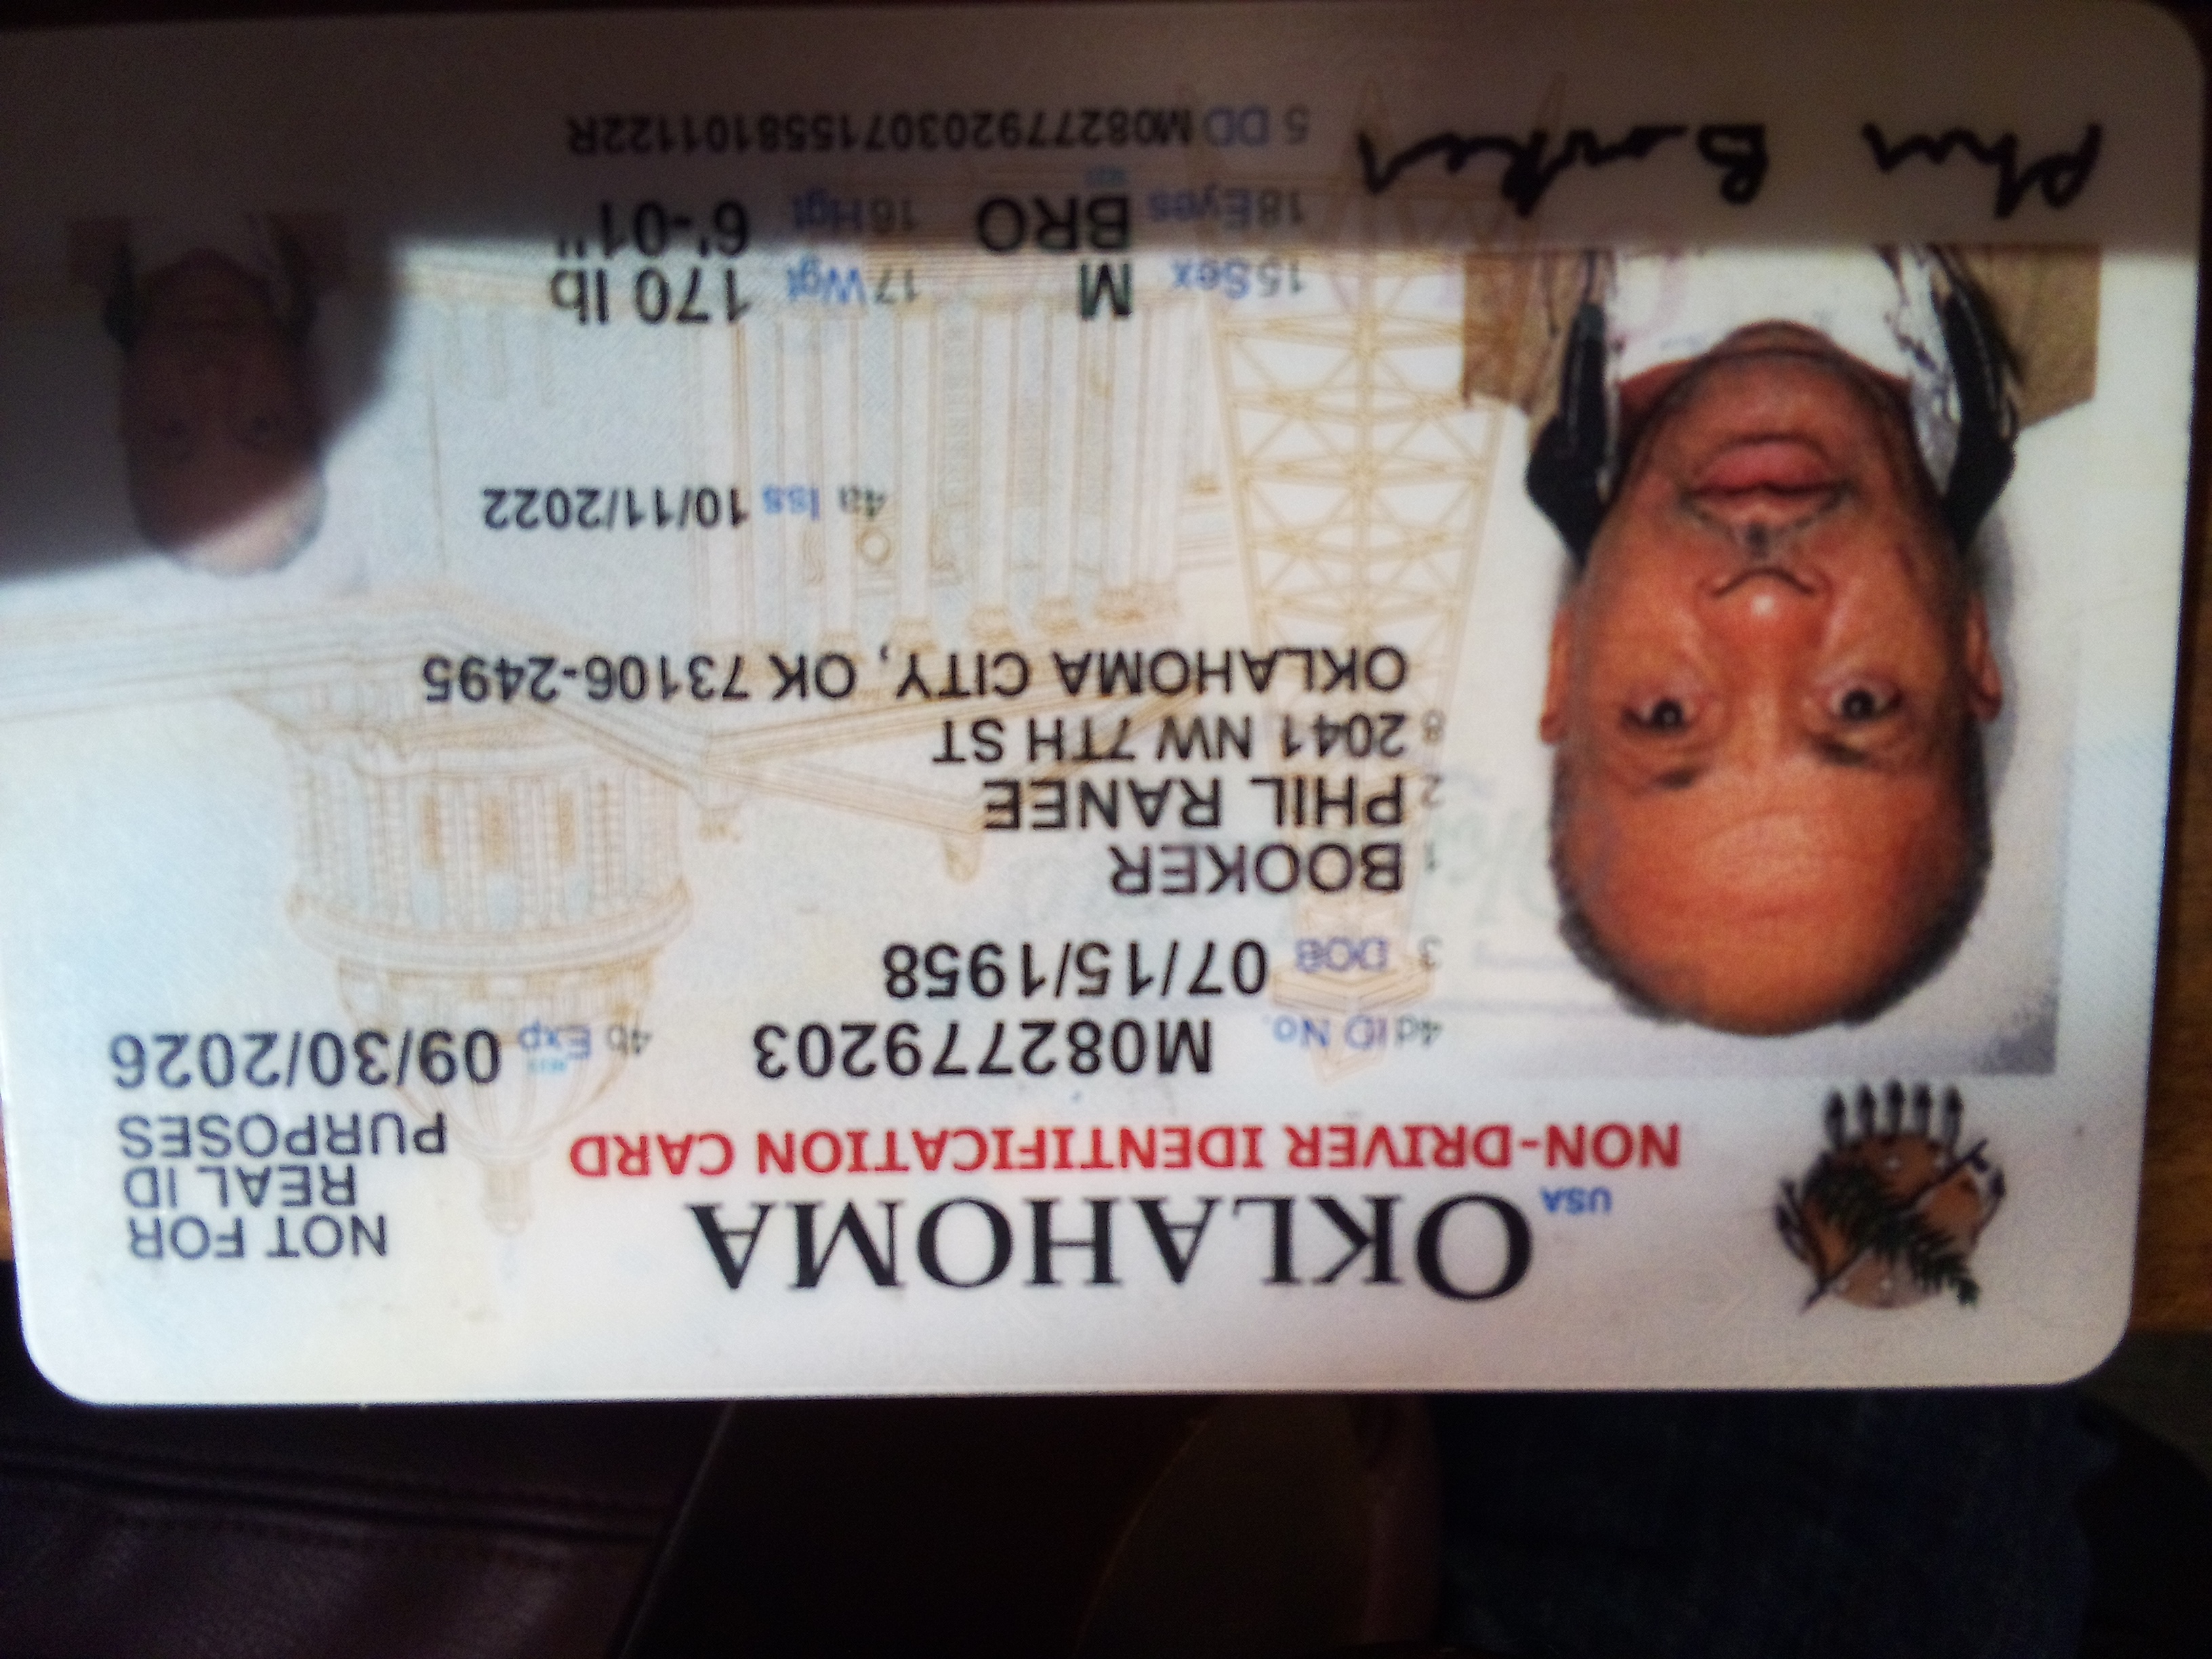 OKLAHOMA
USA
NOT FOR
REAL ID
PURPOSES
NON-DRIVER IDENTIFICATION CARD
4d ID No. M082779203 4b Exp 09/30/2026
3 DOB 07/15/1958
1 BOOKER
2 PHIL RANEE
8 2041 NW 7TH ST
OKLAHOMA CITY, OK 73106-2495
4a Iss 10/11/2022
15 Sex M 17 Wgt 170 lb
18 Eyes BRO 16 Hgt 6'-01"
5 DD M082779203071558101122R